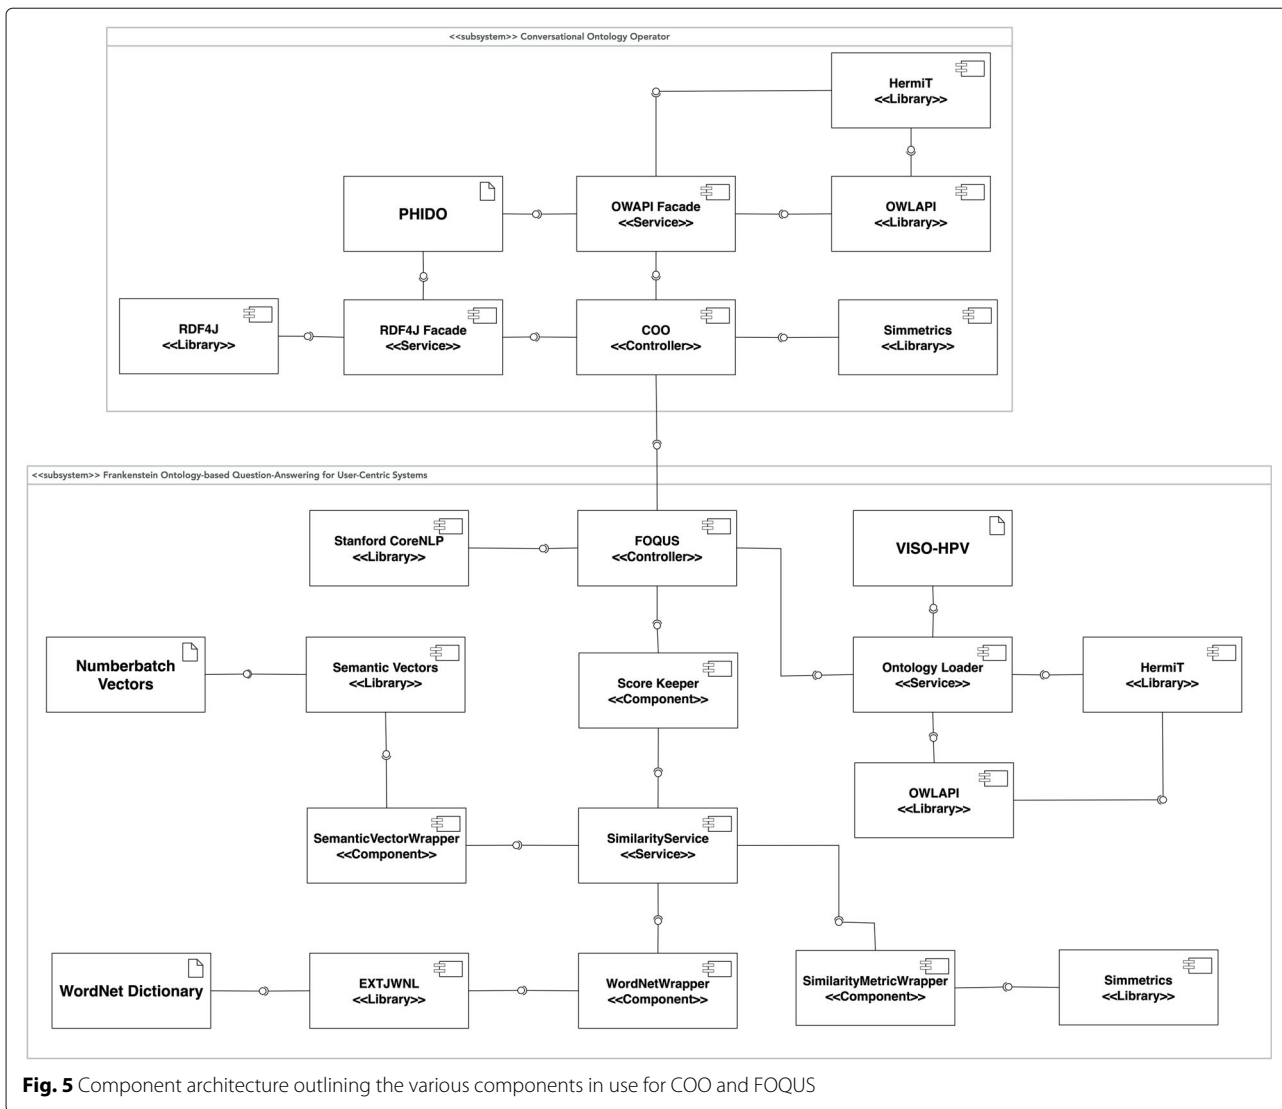 <<subsystem>> Conversational Ontology Operator
HermiT
<<Library>>
PHIDO
OWAPI Facade
<<Service>>
OWLAPI
<<Library>>
RDF4J
<<Library>>
RDF4J Facade
<<Service>>
COO
<<Controller>>
Simmetrics
<<Library>>
<<subsystem>> Frankenstein Ontology-based Question-Answering for User-Centric Systems
Stanford CoreNLP
<<Library>>
FOQUS
<<Controller>>
VISO-HPV
Numberbatch
Vectors
Semantic Vectors
<<Library>>
Score Keeper
<<Component>>
Ontology Loader
<<Service>>
HermiT
<<Library>>
OWLAPI
<<Library>>
SemanticVectorWrapper
<<Component>>
SimilarityService
<<Service>>
WordNet Dictionary
EXTJWNL
<<Library>>
WordNetWrapper
<<Component>>
SimilarityMetricWrapper
<<Component>>
Simmetrics
<<Library>>
Fig. 5 Component architecture outlining the various components in use for COO and FOQUS